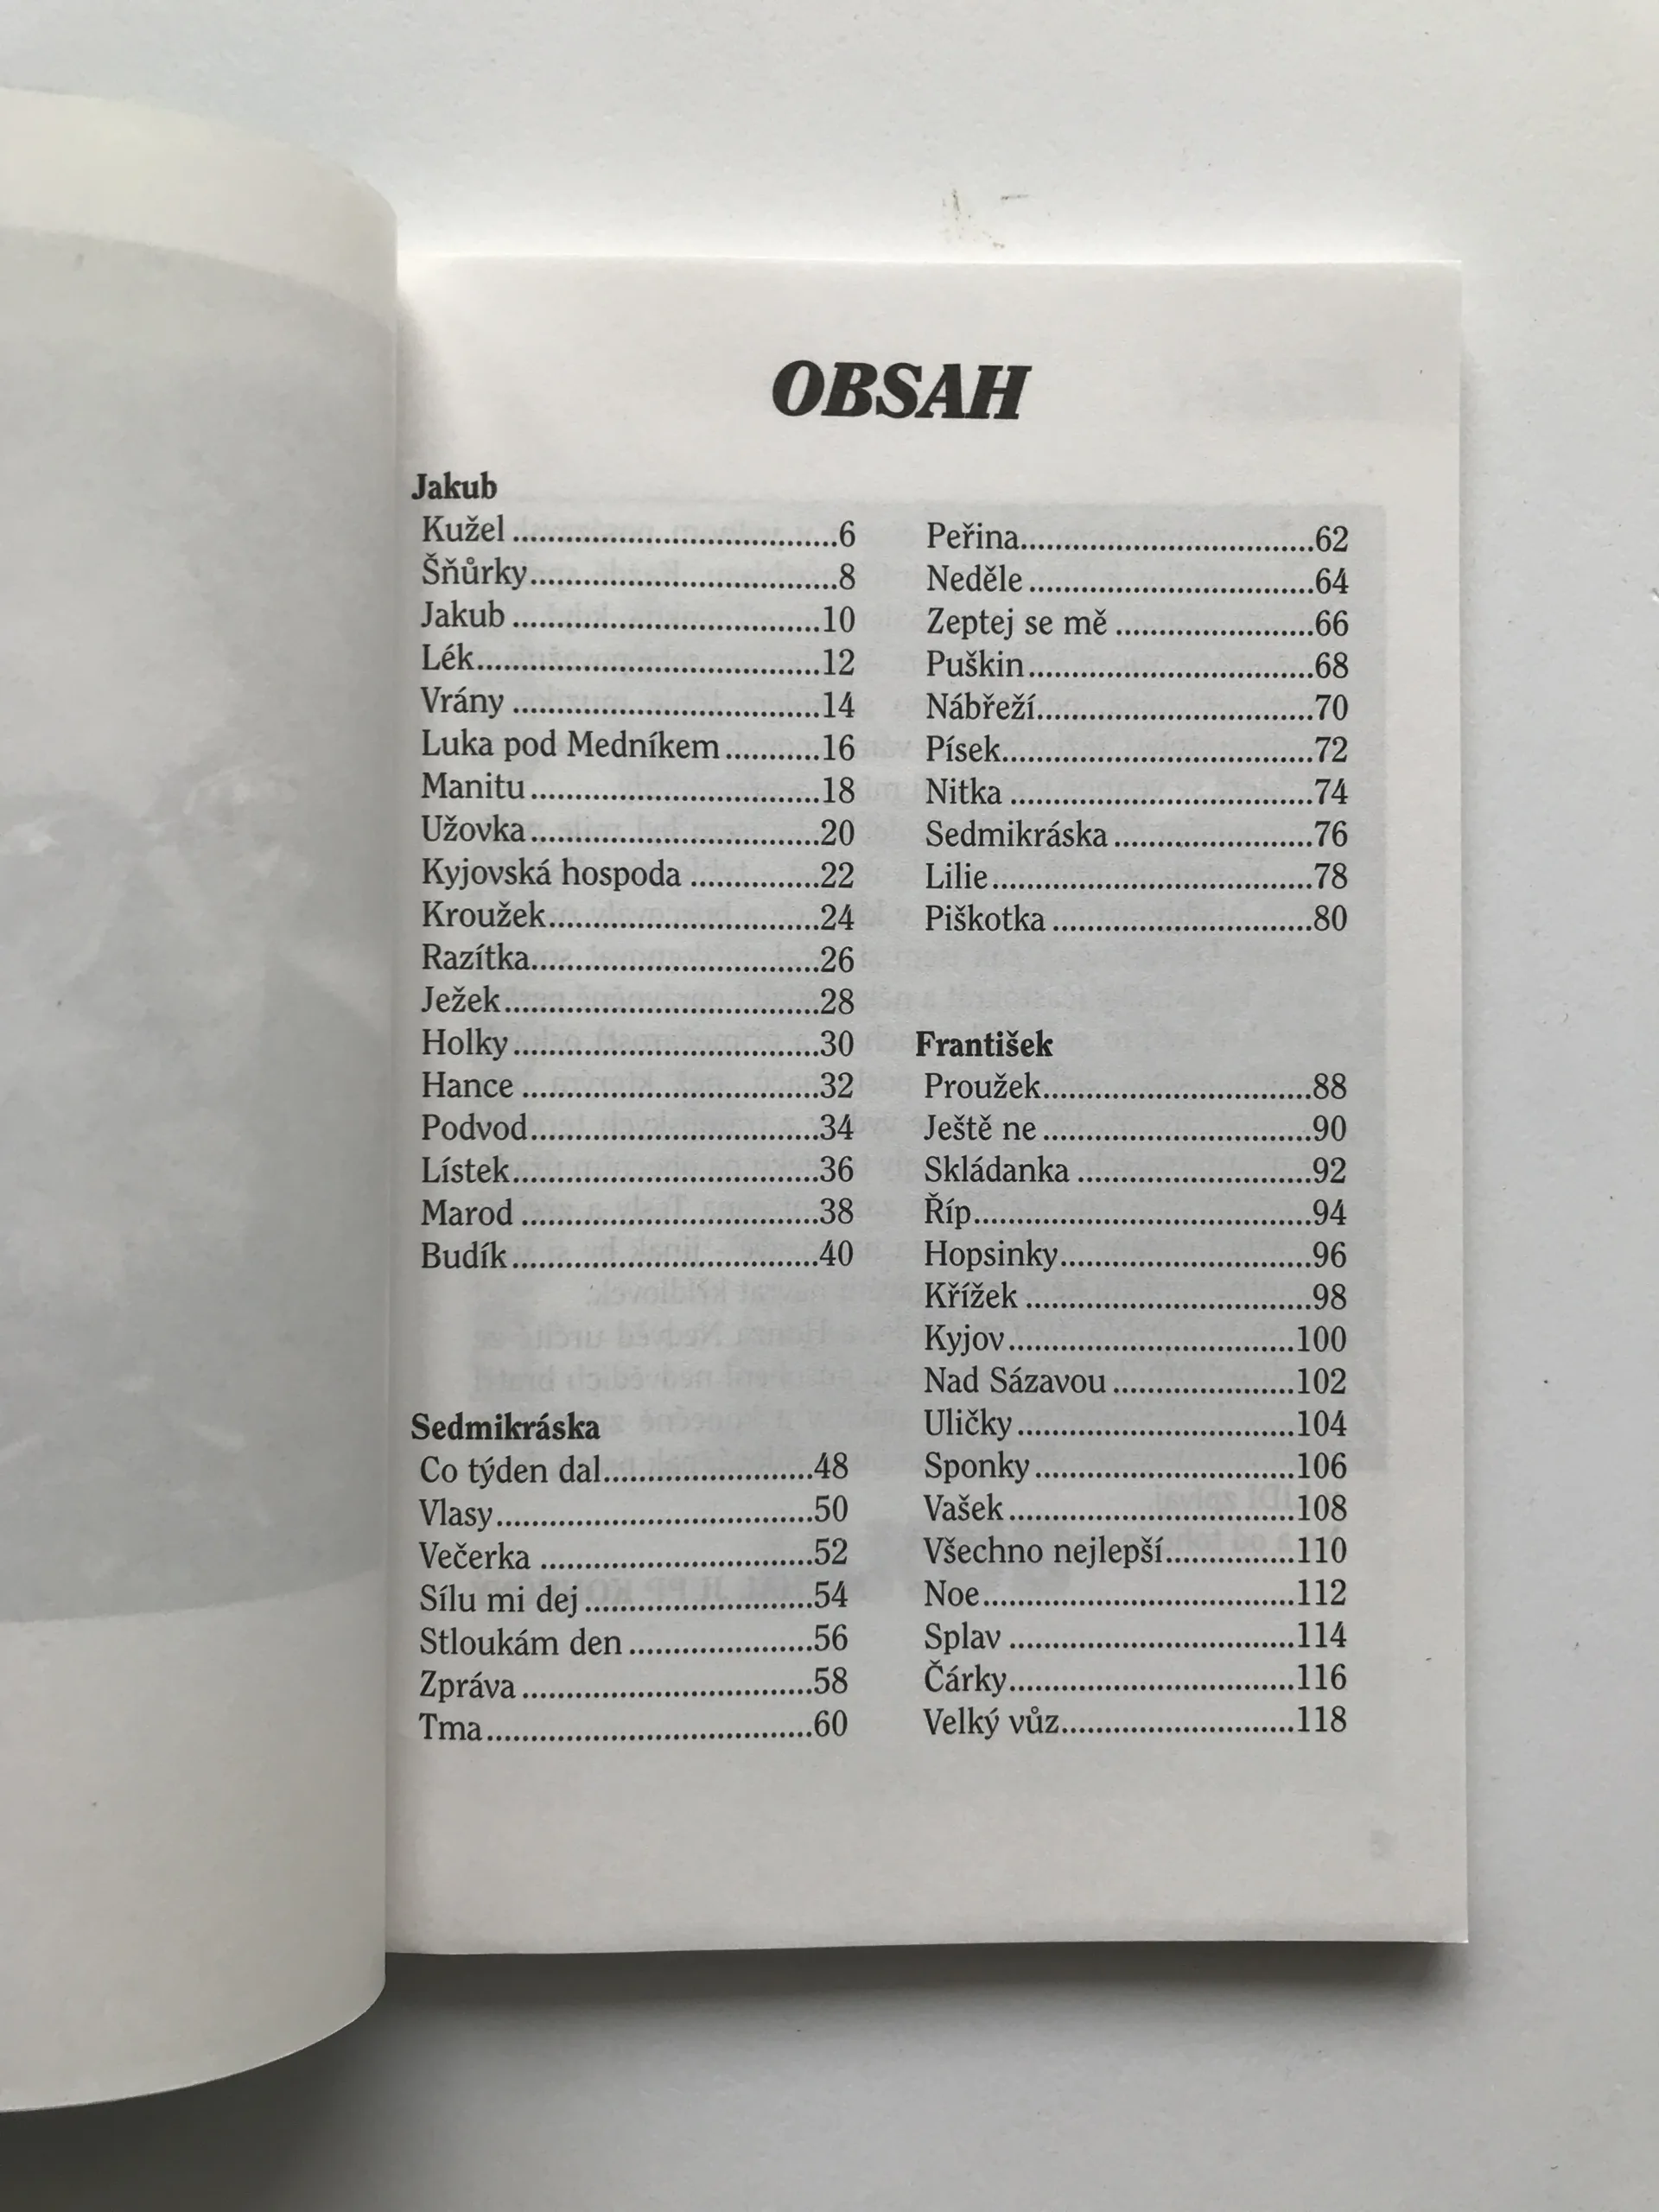 OBSAH
Jakub
Kužel.....................................6
Šňůrky...................................8
Jakub ..................................10
Lék......................................12
Vrány ..................................14
Luka pod Medníkem...........16
Manitu ................................18
Užovka................................20
Kyjovská hospoda ...............22
Kroužek..............................24
Razítka................................26
Ježek...................................28
Holky..................................30
Hance .................................32
Podvod................................34
Lístek..................................36
Marod .................................38
Budík..................................40
Sedmikráska
Co týden dal........................48
Vlasy...................................50
Večerka ..............................52
Sílu mi dej..........................54
Stloukám den .....................56
Zpráva ................................58
Tma....................................60
Peřina.................................62
Neděle ................................64
Zeptej se mě .......................66
Puškin ................................68
Nábřeží...............................70
Písek...................................72
Nitka ..................................74
Sedmikráska .......................76
Lilie....................................78
Piškotka .............................80
František
Proužek..............................88
Ještě ne ..............................90
Skládanka ..........................92
Říp......................................94
Hopsinky............................96
Křížek ................................98
Kyjov................................100
Nad Sázavou .....................102
Uličky ...............................104
Sponky .............................106
Vašek ................................108
Všechno nejlepší...............110
Noe...................................112
Splav ................................114
Čárky................................116
Velký vůz..........................118